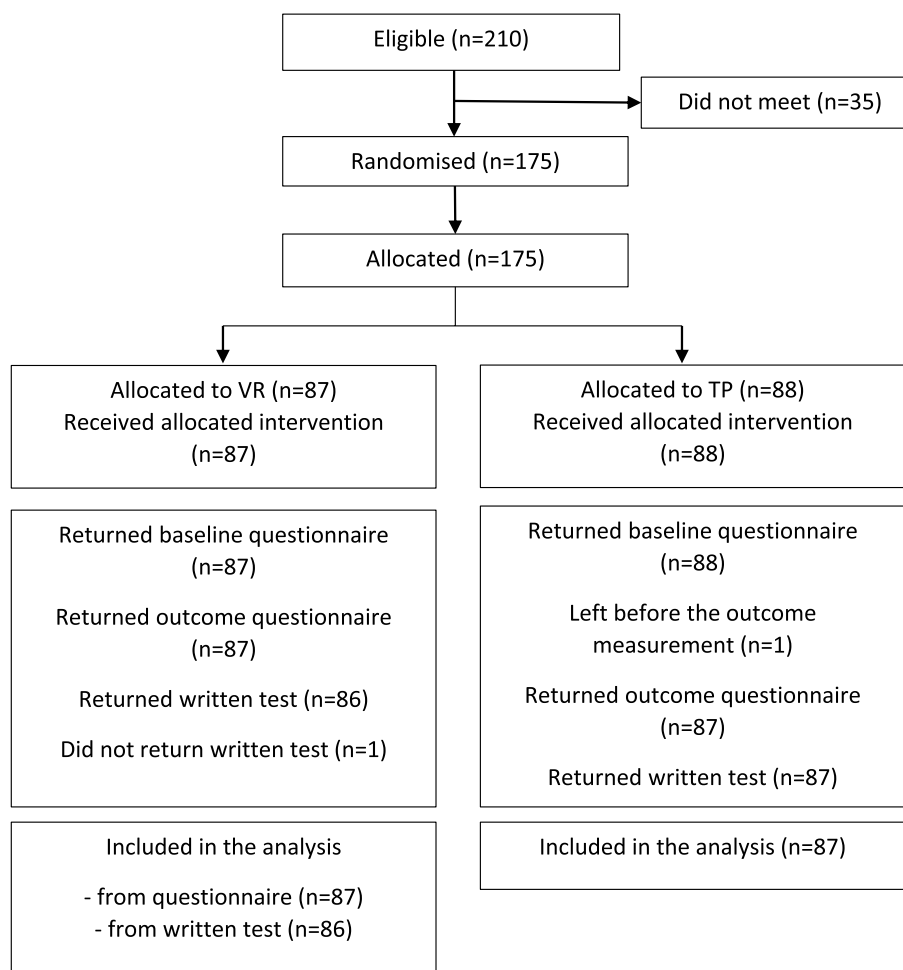 Eligible (n=210)
Did not meet (n=35)
Randomised (n=175)
Allocated (n=175)
Allocated to VR (n=87)
Received allocated intervention
(n=87)
Allocated to TP (n=88)
Received allocated intervention
(n=88)
Returned baseline questionnaire
(n=87)
Returned outcome questionnaire
(n=87)
Returned written test (n=86)
Did not return written test (n=1)
Returned baseline questionnaire
(n=88)
Left before the outcome
measurement (n=1)
Returned outcome questionnaire
(n=87)
Returned written test (n=87)
Included in the analysis
- from questionnaire (n=87)
- from written test (n=86)
Included in the analysis (n=87)